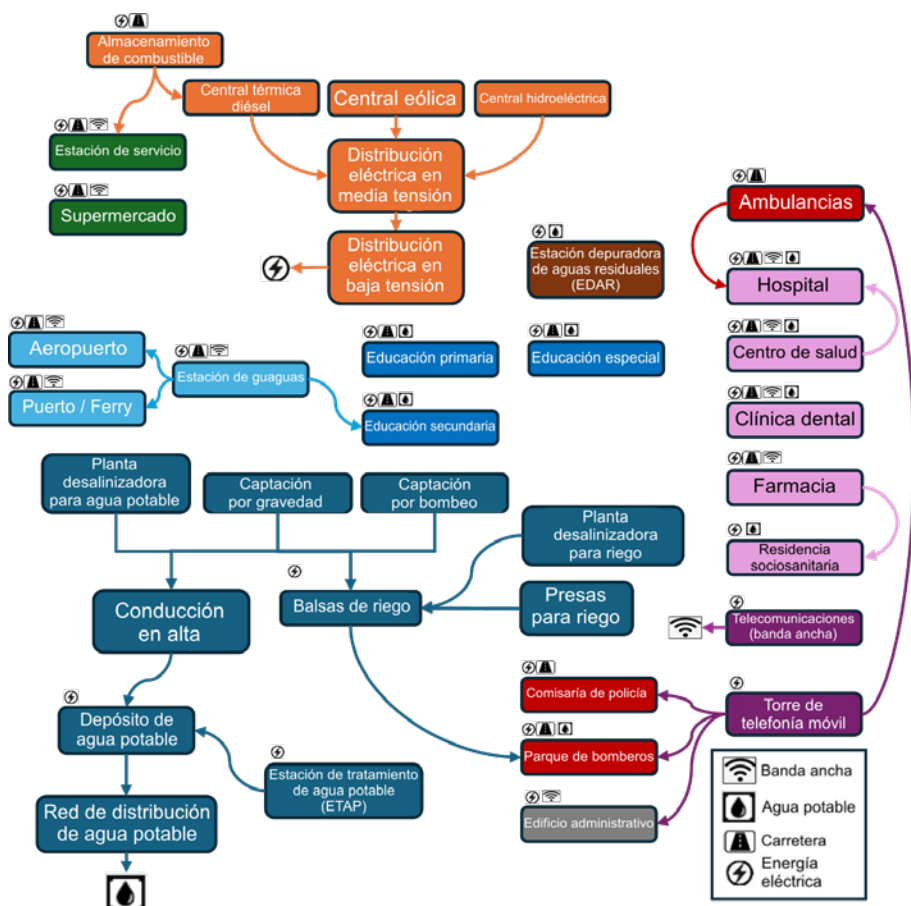 Almacenamiento
de combustible
Central térmica
diésel
Central eólica
Central hidroeléctrica
Estación de servicio
Distribución
eléctrica en
media tensión
Supermercado
Ambulancias
Distribución
eléctrica en
baja tensión
Estación depuradora
de aguas residuales
(EDAR)
Hospital
Aeropuerto
Estación de guaguas
Educación primaria
Educación especial
Centro de salud
Puerto / Ferry
Educación secundaria
Clínica dental
Planta
desalinizadora
para agua potable
Captación
por gravedad
Captación
por bombeo
Farmacia
Planta
desalinizadora
para riego
Residencia
sociosanitaria
Conducción
en alta
Balsas de riego
Presas
para riego
Telecomunicaciones
(banda ancha)
Comisaría de policía
Torre de
telefonía móvil
Depósito de
agua potable
Parque de bomberos
Estación de tratamiento
de agua potable
(ETAP)
Red de distribución
de agua potable
Edificio administrativo
Banda ancha
Agua potable
Carretera
Energía
eléctrica